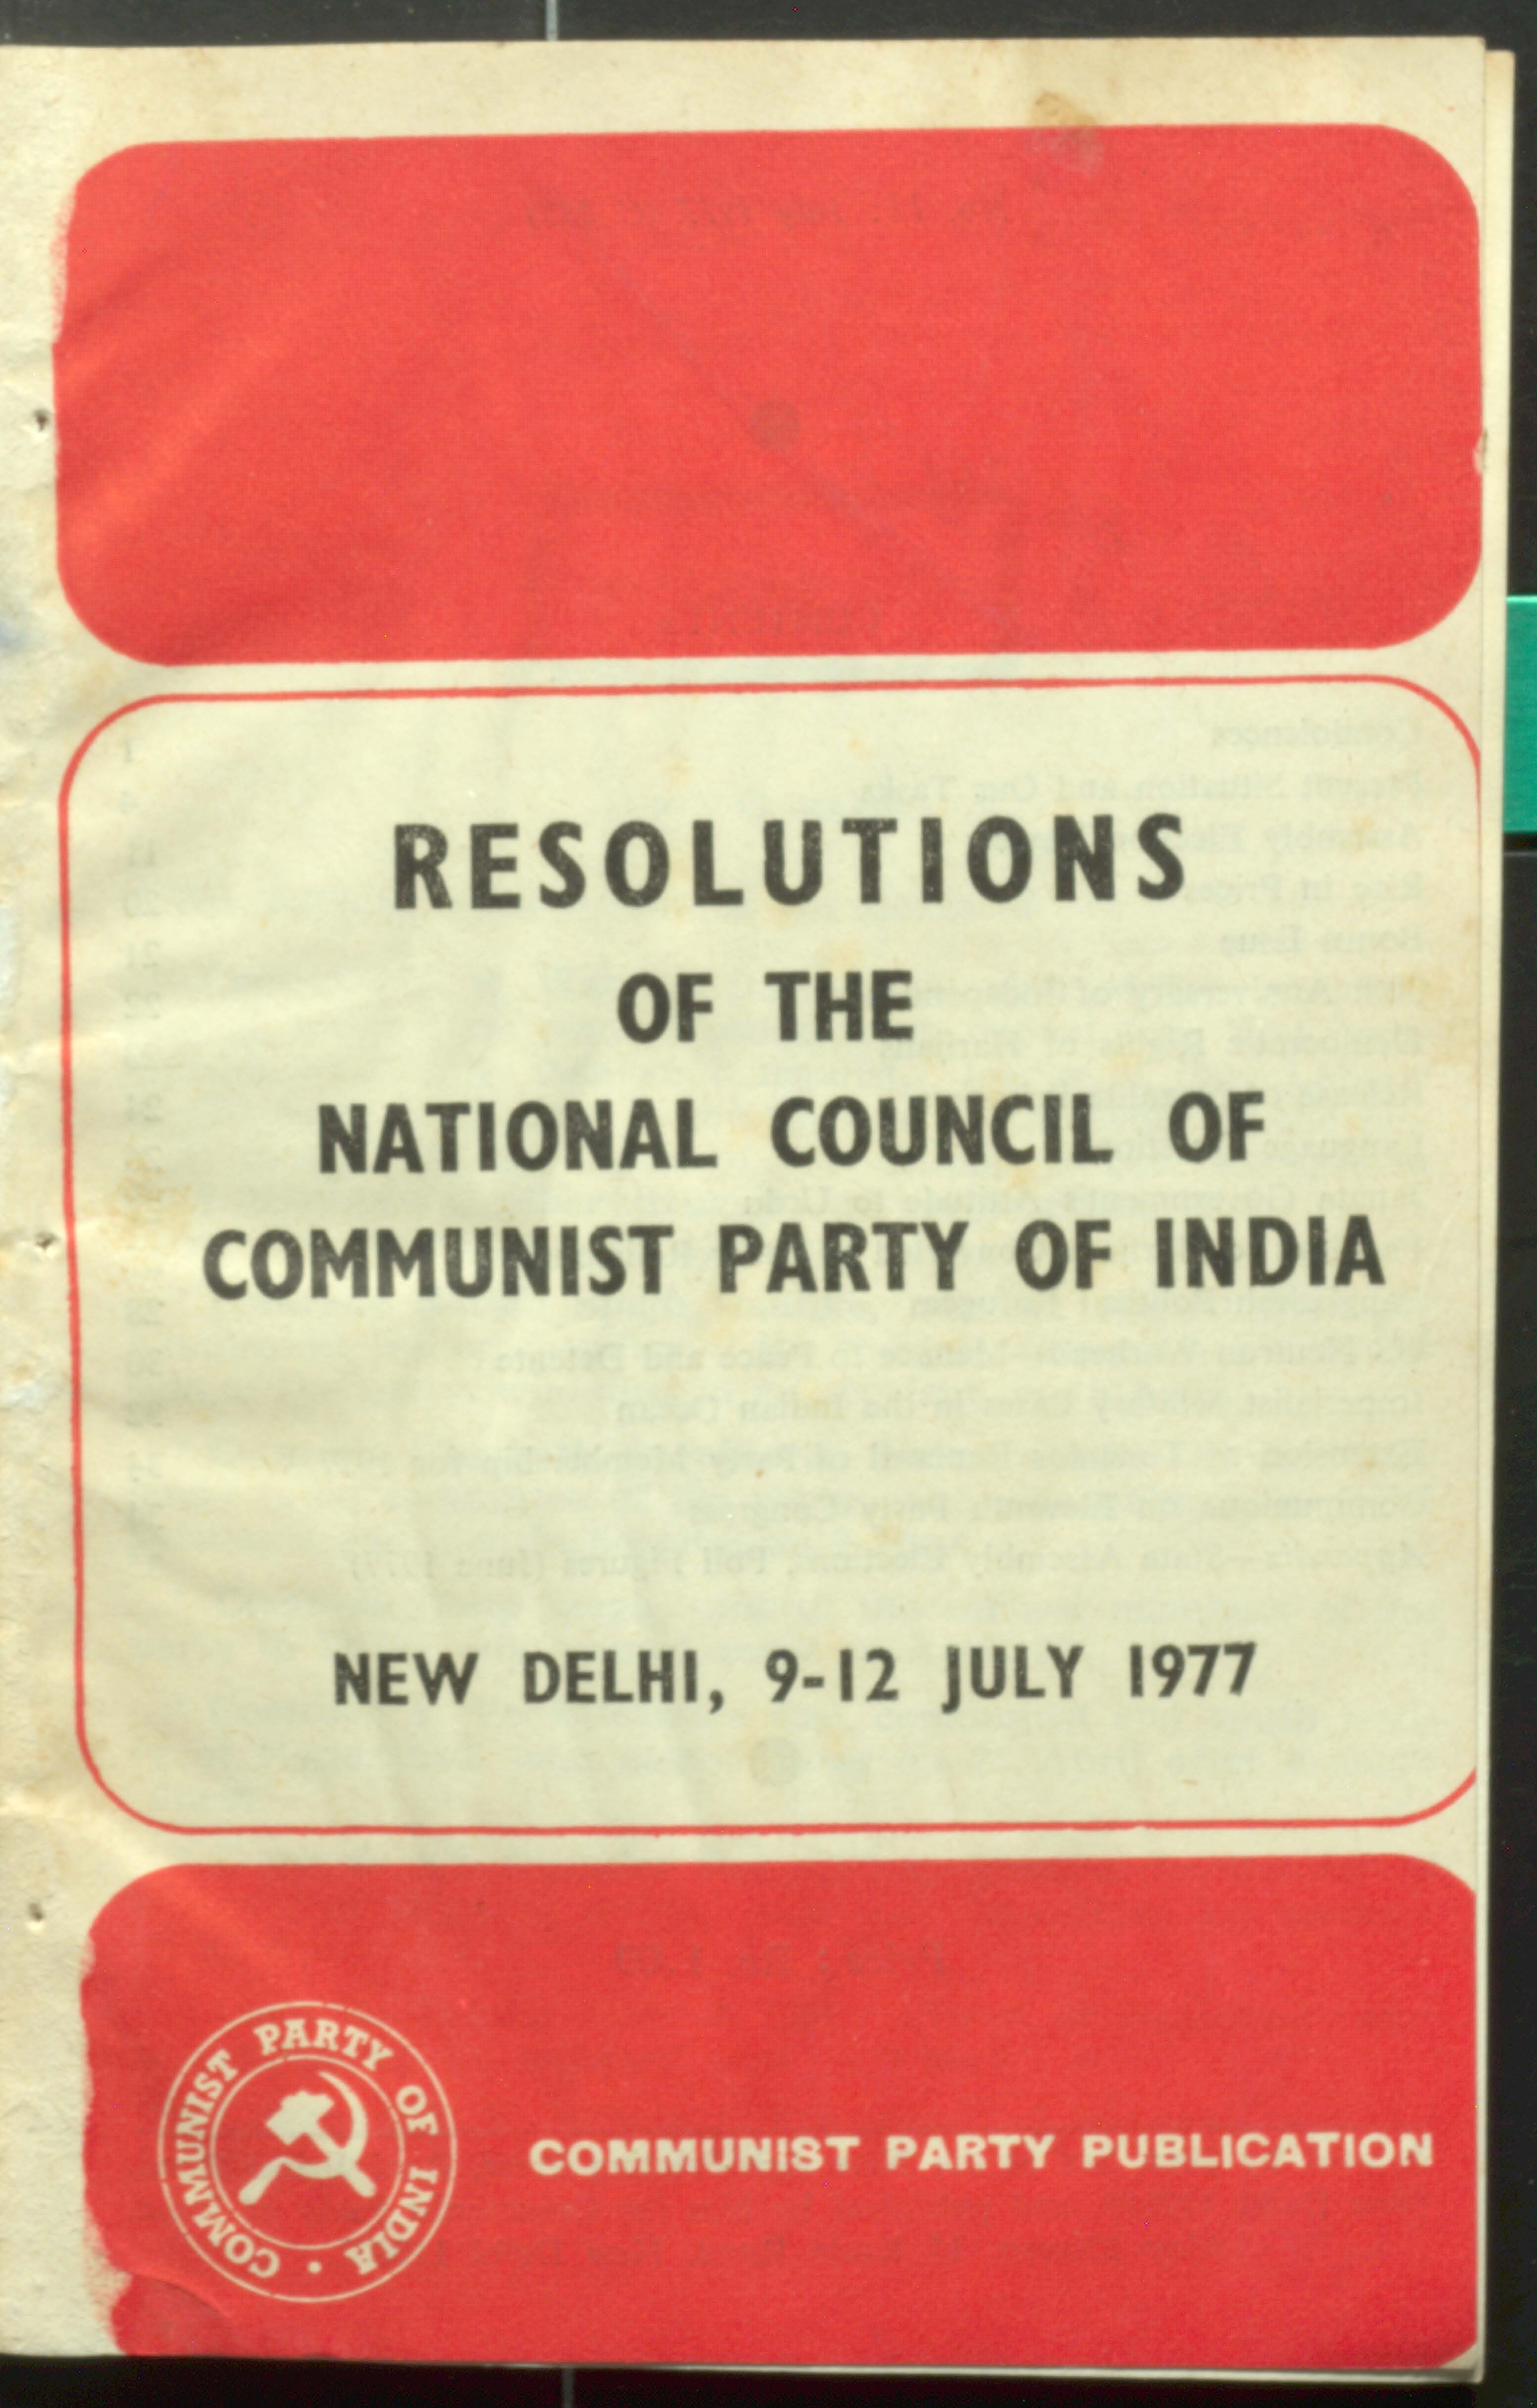 RESOLUTIONS
OF THE
NATIONAL COUNCIL OF
COMMUNIST PARTY OF INDIA
NEW DELHI, 9-12 JULY 1977
COMMUNIST PARTY OF INDIA
COMMUNIST PARTY PUBLICATION